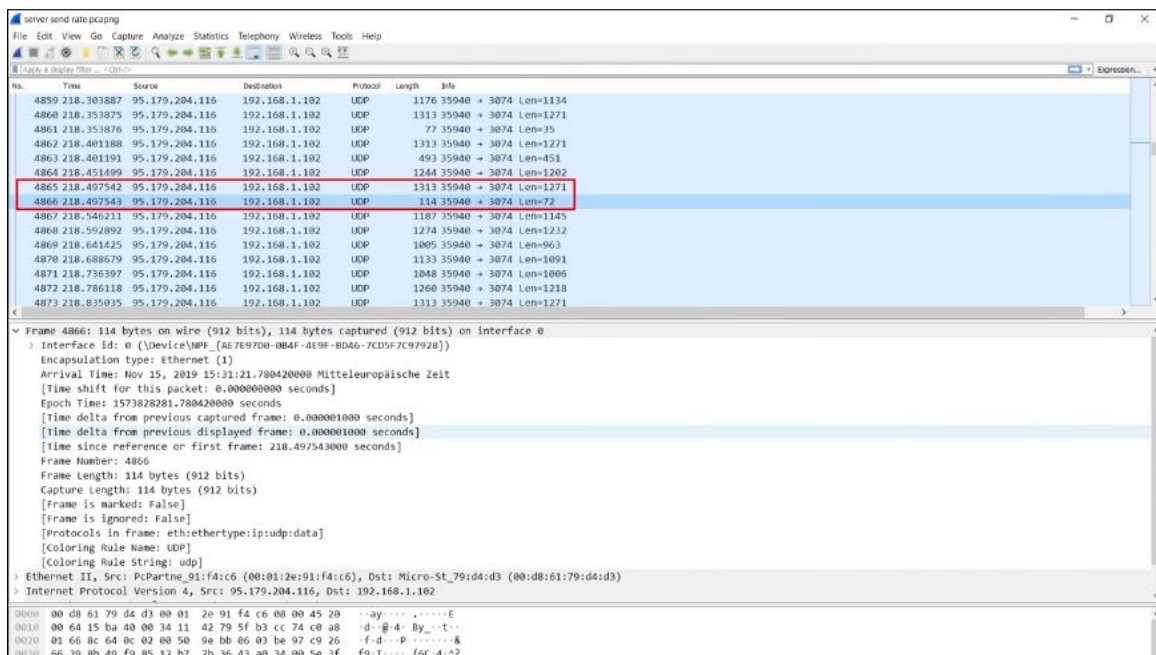 server send rate.pcapng
File Edit View Go Capture Analyze Statistics Telephony Wireless Tools Help
Apply a display filter ... <Ctrl-/> Expression...
No. Time Source Destination Protocol Length Info
4859 218.303887 95.179.204.116 192.168.1.102 UDP 1176 35940 → 3074 Len=1134
4860 218.353875 95.179.204.116 192.168.1.102 UDP 1313 35940 → 3074 Len=1271
4861 218.353876 95.179.204.116 192.168.1.102 UDP 77 35940 → 3074 Len=35
4862 218.401188 95.179.204.116 192.168.1.102 UDP 1313 35940 → 3074 Len=1271
4863 218.401191 95.179.204.116 192.168.1.102 UDP 493 35940 → 3074 Len=451
4864 218.451499 95.179.204.116 192.168.1.102 UDP 1244 35940 → 3074 Len=1202
4865 218.497542 95.179.204.116 192.168.1.102 UDP 1313 35940 → 3074 Len=1271
4866 218.497543 95.179.204.116 192.168.1.102 UDP 114 35940 → 3074 Len=72
4867 218.546211 95.179.204.116 192.168.1.102 UDP 1187 35940 → 3074 Len=1145
4868 218.592892 95.179.204.116 192.168.1.102 UDP 1274 35940 → 3074 Len=1232
4869 218.641425 95.179.204.116 192.168.1.102 UDP 1005 35940 → 3074 Len=963
4870 218.688679 95.179.204.116 192.168.1.102 UDP 1133 35940 → 3074 Len=1091
4871 218.736397 95.179.204.116 192.168.1.102 UDP 1048 35940 → 3074 Len=1006
4872 218.786118 95.179.204.116 192.168.1.102 UDP 1260 35940 → 3074 Len=1218
4873 218.835035 95.179.204.116 192.168.1.102 UDP 1313 35940 → 3074 Len=1271
Frame 4866: 114 bytes on wire (912 bits), 114 bytes captured (912 bits) on interface 0
Interface id: 0 (\Device\NPF_{AE7E97D0-0B4F-4E9F-BD46-7CD5F7C97928})
Encapsulation type: Ethernet (1)
Arrival Time: Nov 15, 2019 15:31:21.780420000 Mitteleuropäische Zeit
[Time shift for this packet: 0.000000000 seconds]
Epoch Time: 1573828281.780420000 seconds
[Time delta from previous captured frame: 0.000001000 seconds]
[Time delta from previous displayed frame: 0.000001000 seconds]
[Time since reference or first frame: 218.497543000 seconds]
Frame Number: 4866
Frame Length: 114 bytes (912 bits)
Capture Length: 114 bytes (912 bits)
[Frame is marked: False]
[Frame is ignored: False]
[Protocols in frame: eth:ethertype:ip:udp:data]
[Coloring Rule Name: UDP]
[Coloring Rule String: udp]
Ethernet II, Src: PcPartne_91:f4:c6 (00:01:2e:91:f4:c6), Dst: Micro-St_79:d4:d3 (00:d8:61:79:d4:d3)
Internet Protocol Version 4, Src: 95.179.204.116, Dst: 192.168.1.102
0000 00 d8 61 79 d4 d3 00 01 2e 91 f4 c6 08 00 45 20 ··ay···· .·····E
0010 00 64 15 ba 40 00 34 11 42 79 5f b3 cc 74 c0 a8 ·d··@·4· By_··t··
0020 01 66 8c 64 0c 02 00 50 9e bb 06 03 be 97 c9 26 ·f·d···P ·······&